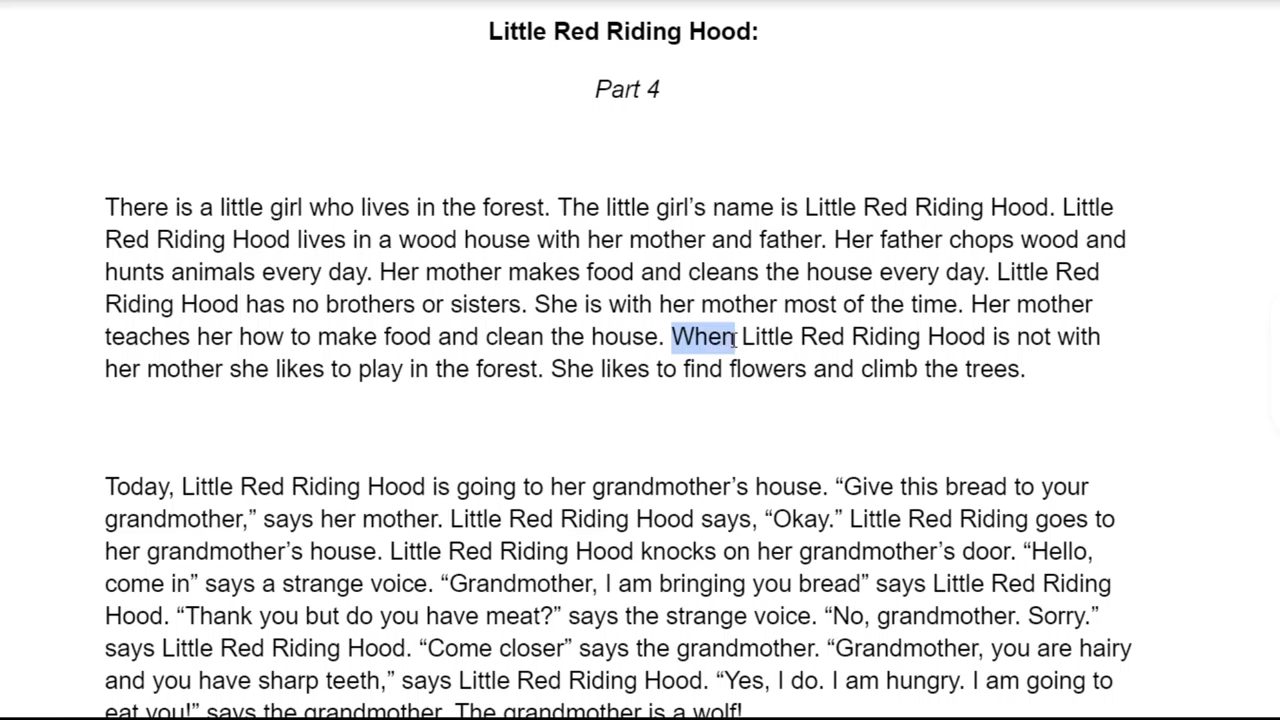 Little Red Riding Hood:
Part 4
There is a little girl who lives in the forest. The little girl’s name is Little Red Riding Hood. Little
Red Riding Hood lives in a wood house with her mother and father. Her father chops wood and
hunts animals every day. Her mother makes food and cleans the house every day. Little Red
Riding Hood has no brothers or sisters. She is with her mother most of the time. Her mother
teaches her how to make food and clean the house. When Little Red Riding Hood is not with
her mother she likes to play in the forest. She likes to find flowers and climb the trees.
Today, Little Red Riding Hood is going to her grandmother’s house. “Give this bread to your
grandmother,” says her mother. Little Red Riding Hood says, “Okay.” Little Red Riding goes to
her grandmother’s house. Little Red Riding Hood knocks on her grandmother’s door. “Hello,
come in” says a strange voice. “Grandmother, I am bringing you bread” says Little Red Riding
Hood. “Thank you but do you have meat?” says the strange voice. “No, grandmother. Sorry.”
says Little Red Riding Hood. “Come closer” says the grandmother. “Grandmother, you are hairy
and you have sharp teeth,” says Little Red Riding Hood. “Yes, I do. I am hungry. I am going to
eat you!” says the grandmother. The grandmother is a wolf!